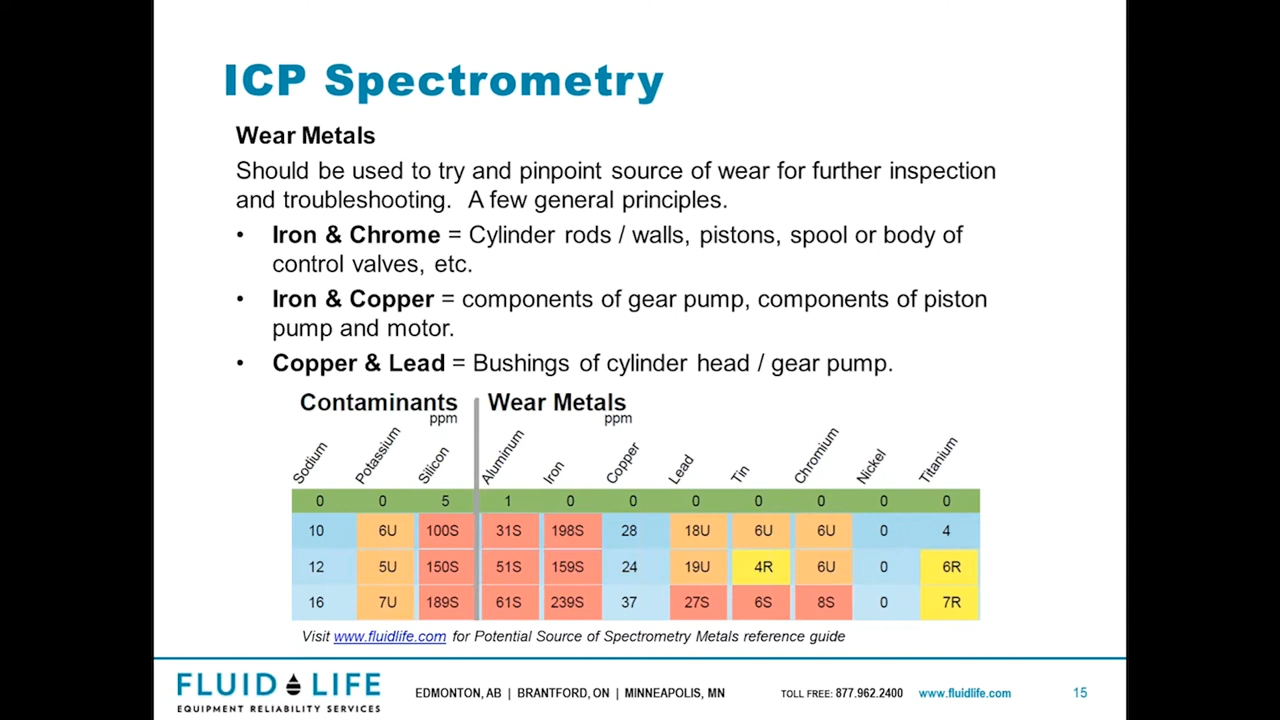 ICP Spectrometry
Wear Metals
Should be used to try and pinpoint source of wear for further inspection
and troubleshooting. A few general principles.
• Iron & Chrome = Cylinder rods / walls, pistons, spool or body of
control valves, etc.
• Iron & Copper = components of gear pump, components of piston
pump and motor.
• Copper & Lead = Bushings of cylinder head / gear pump.
Contaminants Wear Metals
ppm ppm
Sodium Potassium Silicon Aluminum Iron Copper Lead Tin Chromium Nickel Titanium
0 0 5 1 0 0 0 0 0 0 0
10 6U 100S 31S 198S 28 18U 6U 6U 0 4
12 5U 150S 51S 159S 24 19U 4R 6U 0 6R
16 7U 189S 61S 239S 37 27S 6S 8S 0 7R
Visit www.fluidlife.com for Potential Source of Spectrometry Metals reference guide
FLUID LIFE
EQUIPMENT RELIABILITY SERVICES
EDMONTON, AB | BRANTFORD, ON | MINNEAPOLIS, MN TOLL FREE: 877.962.2400 www.fluidlife.com 15